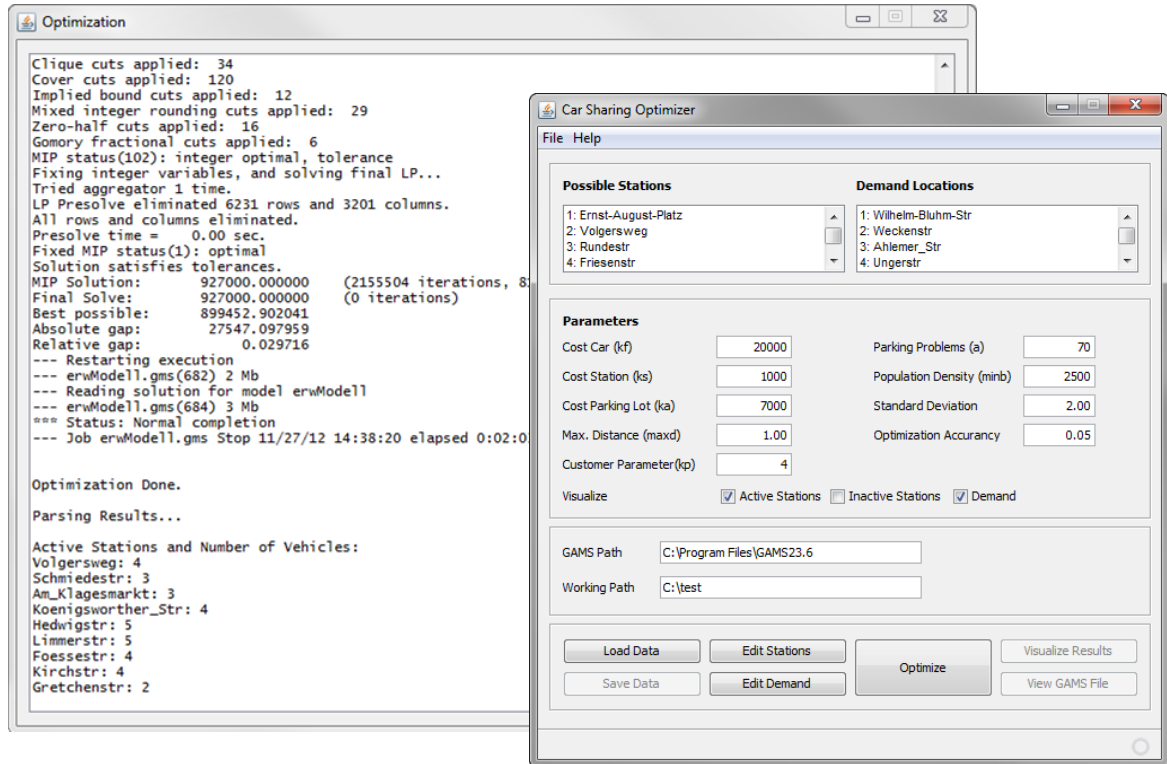 Optimization
Clique cuts applied:  34
Cover cuts applied:  120
Implied bound cuts applied:  12
Mixed integer rounding cuts applied:  29
Zero-half cuts applied:  16
Gomory fractional cuts applied:  6
MIP status(102): integer optimal, tolerance
Fixing integer variables, and solving final LP...
Tried aggregator 1 time.
LP Presolve eliminated 6231 rows and 3201 columns.
All rows and columns eliminated.
Presolve time =    0.00 sec.
Fixed MIP status(1): optimal
Solution satisfies tolerances.
MIP Solution:       927000.000000    (2155504 iterations,
Final Solve:        927000.000000    (0 iterations)
Best possible:      899452.902041
Absolute gap:        27547.097959
Relative gap:            0.029716
--- Restarting execution
--- erwModell.gms(682) 2 Mb
--- Reading solution for model erwModell
--- erwModell.gms(684) 3 Mb
*** Status: Normal completion
--- Job erwModell.gms Stop 11/27/12 14:38:20 elapsed
Optimization Done.
Parsing Results...
Active Stations and Number of Vehicles:
Volgersweg: 4
Schmiedestr: 3
Am_Klagesmarkt: 3
Koenigsworther_Str: 4
Hedwigstr: 5
Limmerstr: 5
Foessestr: 4
Kirchstr: 4
Gretchenstr: 2
Car Sharing Optimizer
File Help
Possible Stations
1: Ernst-August-Platz
2: Volgersweg
3: Rundestr
4: Friesenstr
Demand Locations
1: Wilhelm-Bluhm-Str
2: Weckenstr
3: Ahlemer_Str
4: Ungerstr
Parameters
Cost Car (kf) 20000 Parking Problems (a) 70
Cost Station (ks) 1000 Population Density (minb) 2500
Cost Parking Lot (ka) 7000 Standard Deviation 2.00
Max. Distance (maxd) 1.00 Optimization Accurancy 0.05
Customer Parameter(kp) 4
Visualize Active Stations Inactive Stations Demand
GAMS Path C:\Program Files\GAMS23.6
Working Path C:\test
Load Data Edit Stations Optimize Visualize Results
Save Data Edit Demand View GAMS File